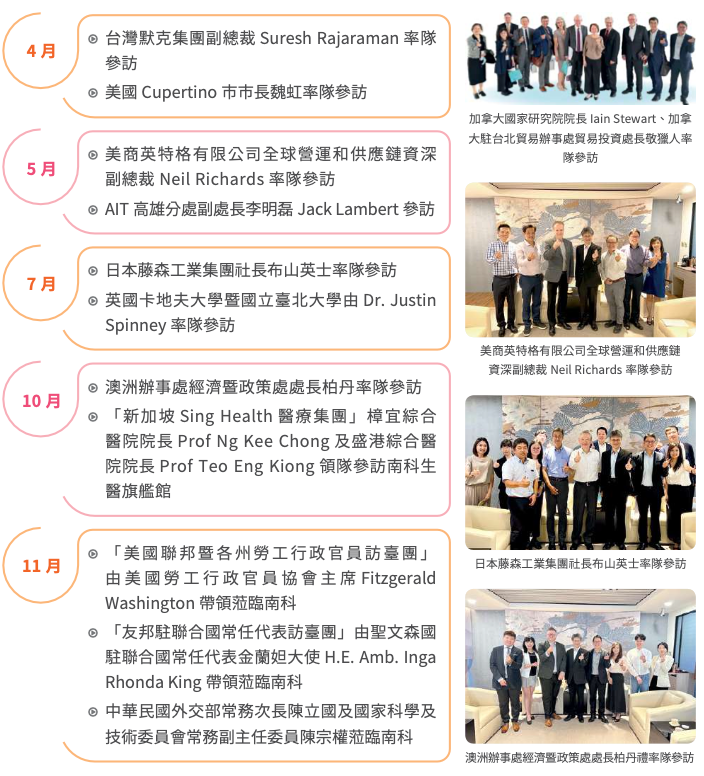 4 月
台灣默克集團副總裁 Suresh Rajaraman 率隊
參訪
美國 Cupertino 市市長魏虹率隊參訪
5 月
美商英特格有限公司全球營運和供應鏈資深
副總裁 Neil Richards 率隊參訪
AIT 高雄分處副處長李明磊 Jack Lambert 參訪
7 月
日本藤森工業集團社長布山英士率隊參訪
英國卡地夫大學暨國立臺北大學由 Dr. Justin
Spinney 率隊參訪
10 月
澳洲辦事處經濟暨政策處處長柏丹率隊參訪
「新加坡 Sing Health 醫療集團」樟宜綜合
醫院院長 Prof Ng Kee Chong 及盛港綜合醫
院院長 Prof Teo Eng Kiong 領隊參訪南科生
醫旗艦館
11 月
「美國聯邦暨各州勞工行政官員訪臺團」
由美國勞工行政官員協會主席 Fitzgerald
Washington 帶領蒞臨南科
「友邦駐聯合國常任代表訪臺團」由聖文森國
駐聯合國常任代表金蘭妲大使 H.E. Amb. Inga
Rhonda King 帶領蒞臨南科
中華民國外交部常務次長陳立國及國家科學及
技術委員會常務副主任委員陳宗權蒞臨南科
加拿大國家研究院院長 Iain Stewart、加拿
大駐台北貿易辦事處貿易投資處長敬獵人率
隊參訪
美商英特格有限公司全球營運和供應鏈
資深副總裁 Neil Richards 率隊參訪
日本藤森工業集團社長布山英士率隊參訪
澳洲辦事處經濟暨政策處處長柏丹禮率隊參訪